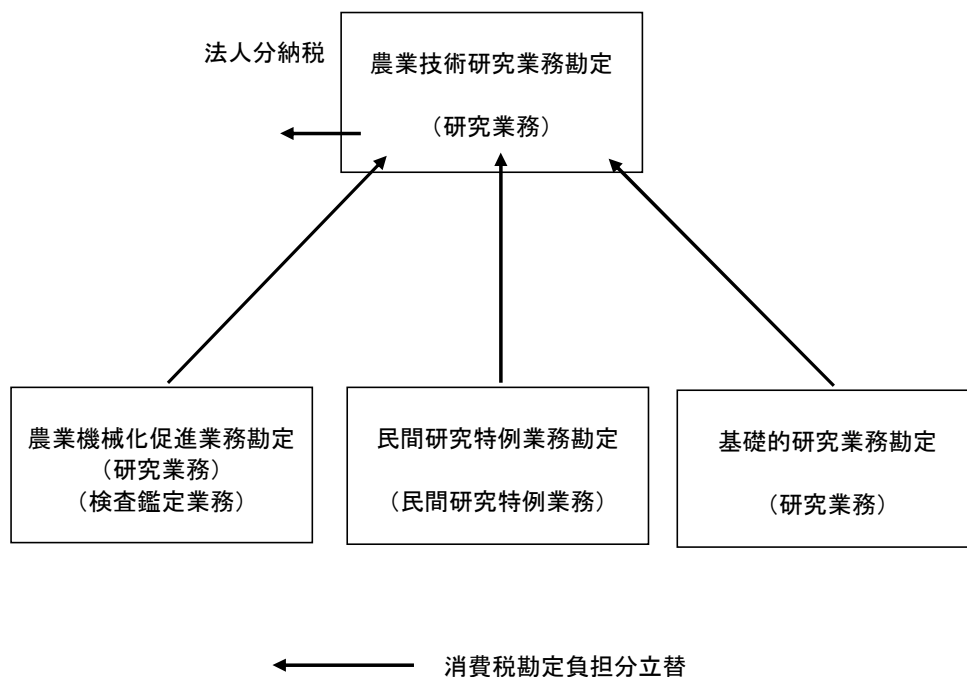 法人分納税
農業技術研究業務勘定
（研究業務）
農業機械化促進業務勘定
（研究業務）
（検査鑑定業務）
民間研究特例業務勘定
（民間研究特例業務）
基礎的研究業務勘定
（研究業務）
消費税勘定負担分立替